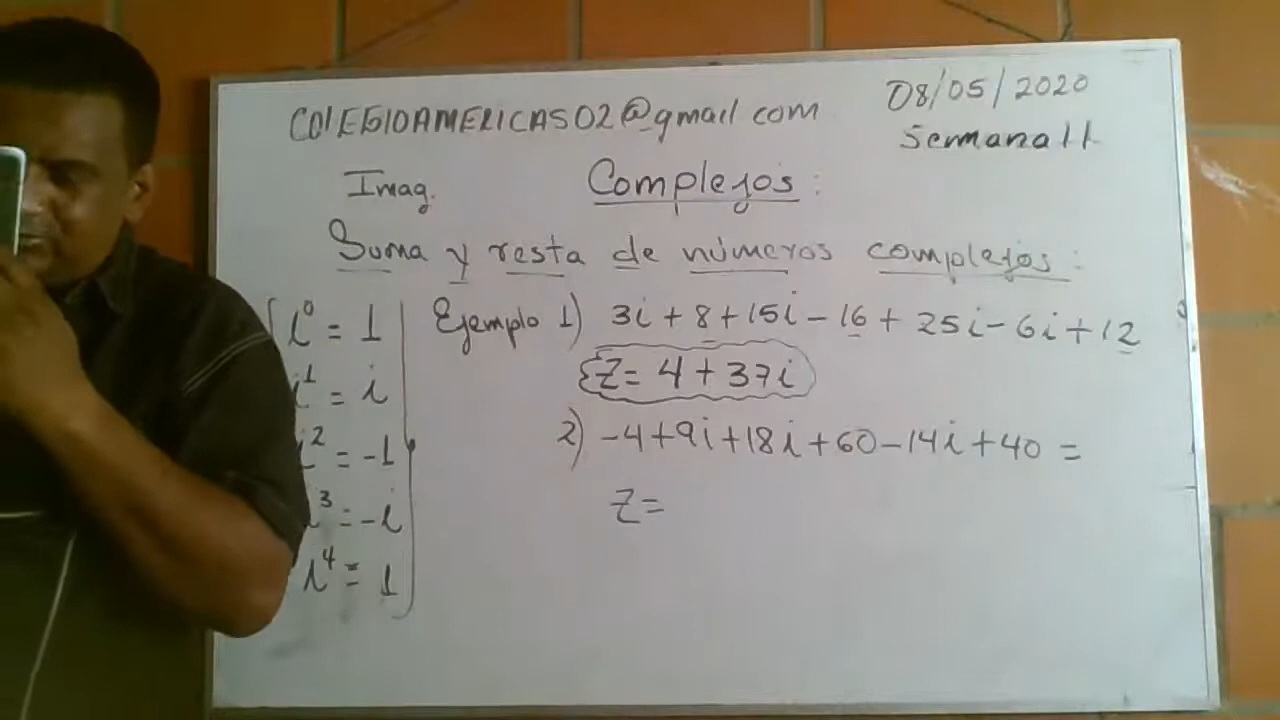 COLEGIOAMERICAS02@gmail com
08/05/2020
Semana 11
Imag.
Complejos:
Suma y resta de números complejos:
i⁰ = 1
i¹ = i
i² = -1
i³ = -i
i⁴ = 1
Ejemplo 1) 3i + 8 + 15i - 16 + 25i - 6i + 12
Z = 4 + 37i
2) -4 + 9i + 18i + 60 - 14i + 40 =
Z =